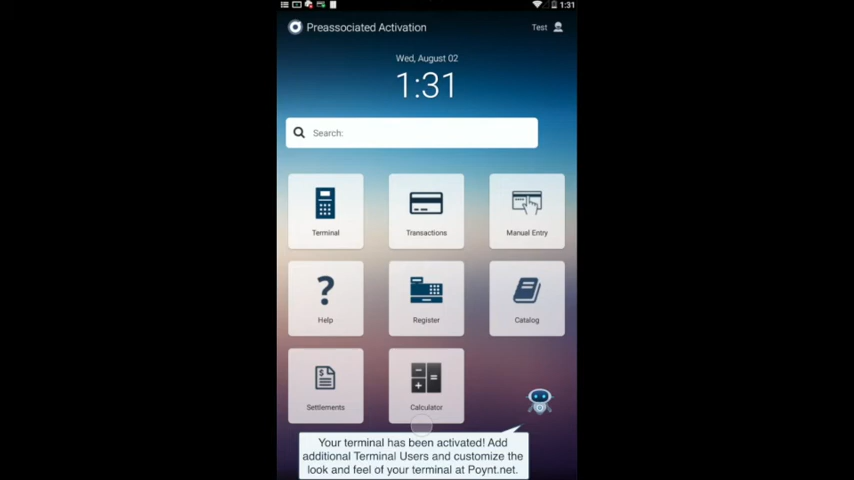 1:31
Preassociated Activation
Test
Wed, August 02
1:31
Search:
Terminal
Transactions
Manual Entry
Help
Register
Catalog
Settlements
Calculator
Your terminal has been activated! Add
additional Terminal Users and customize the
look and feel of your terminal at Poynt.net.